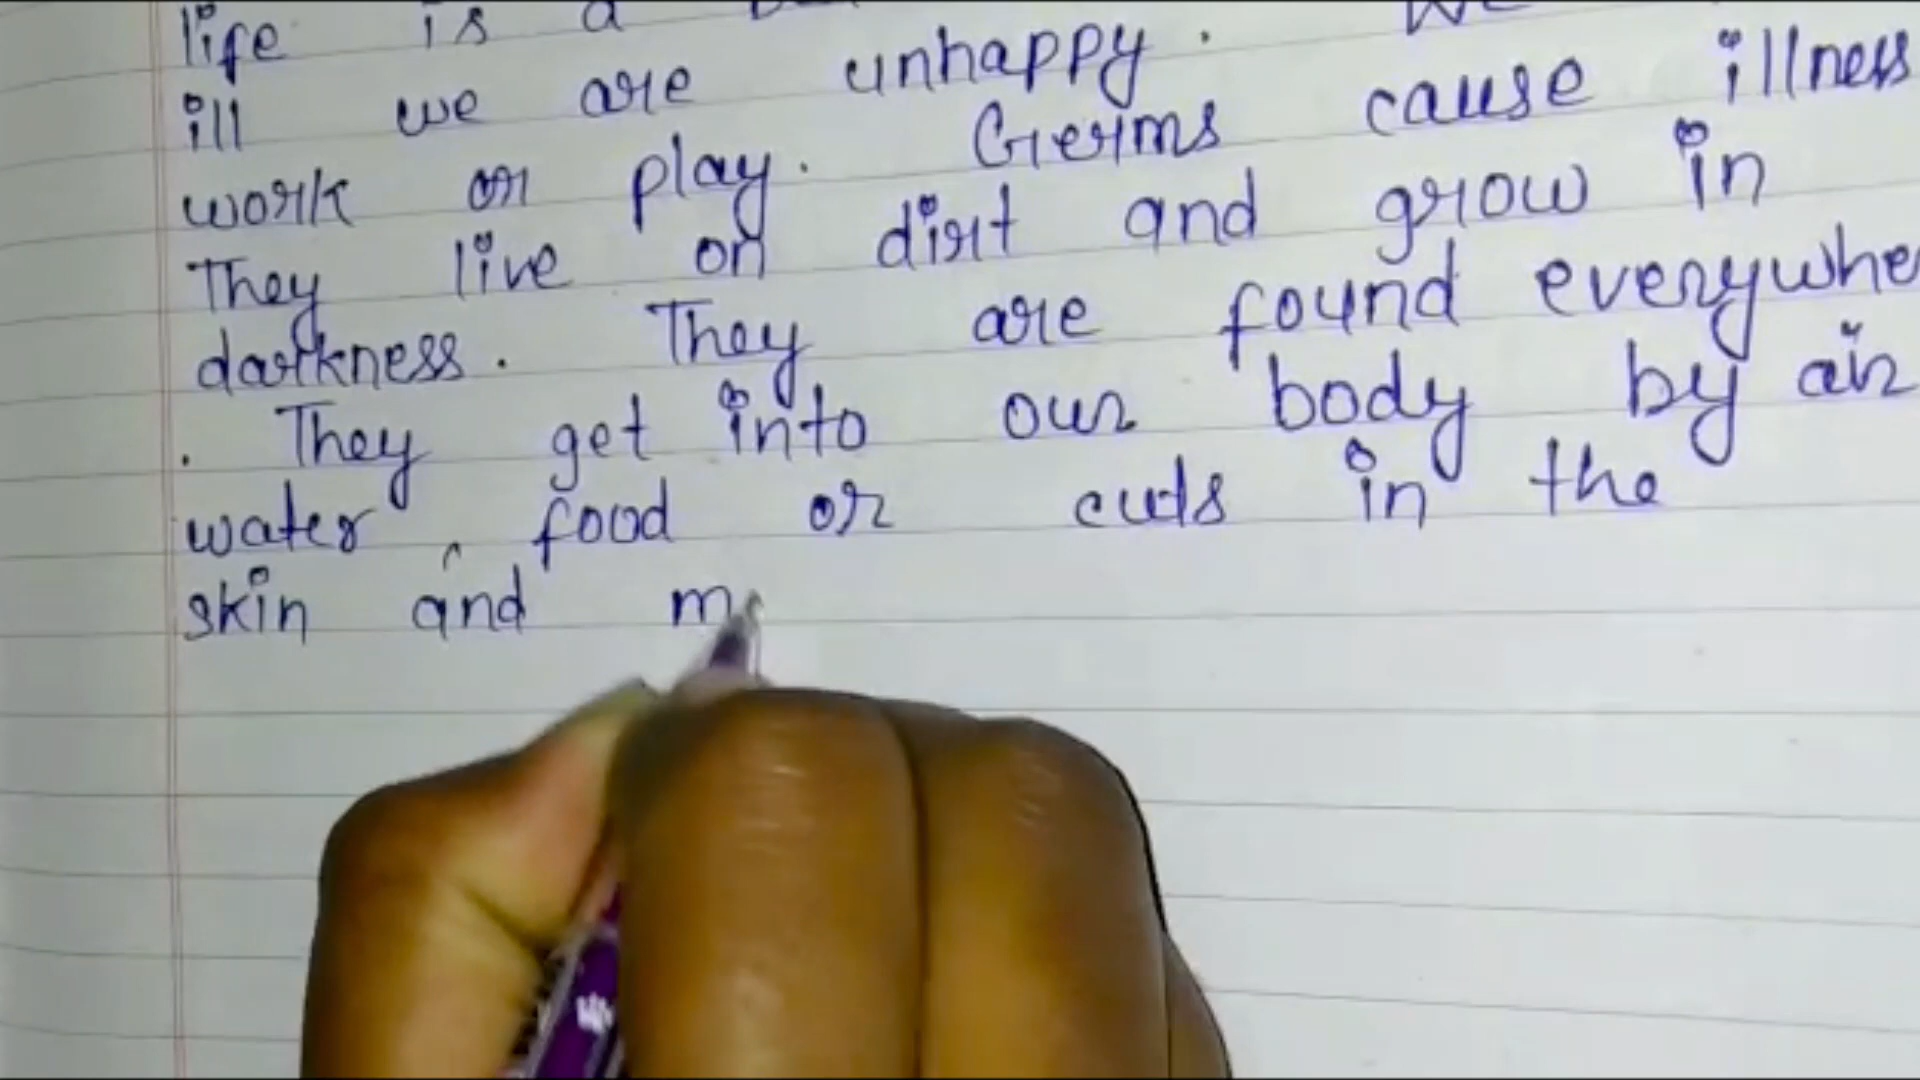 life is a
ill we are unhappy.
work or play. Germs cause illness
They live on dirt and grow in
darkness. They are found everywhe
. They get into our body by air
water, food or cuts in the
skin and m